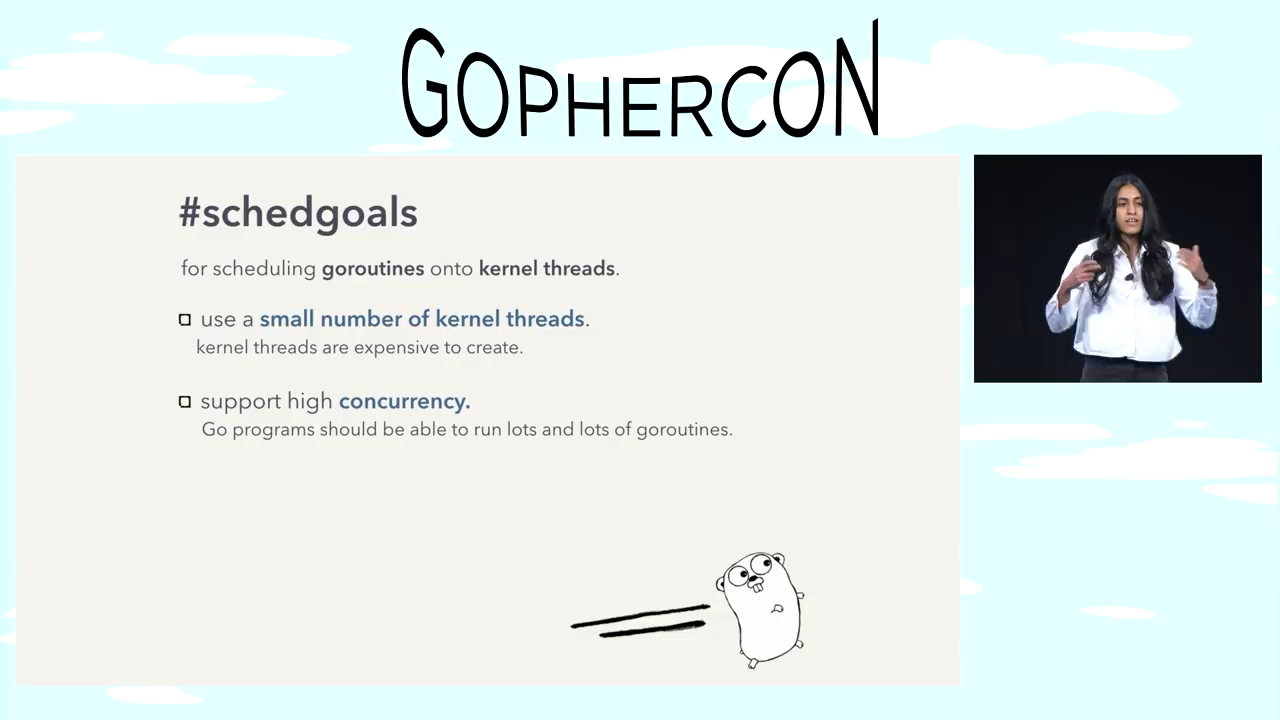 GOPHERCON
#schedgoals
for scheduling goroutines onto kernel threads.
use a small number of kernel threads.
kernel threads are expensive to create.
support high concurrency.
Go programs should be able to run lots and lots of goroutines.